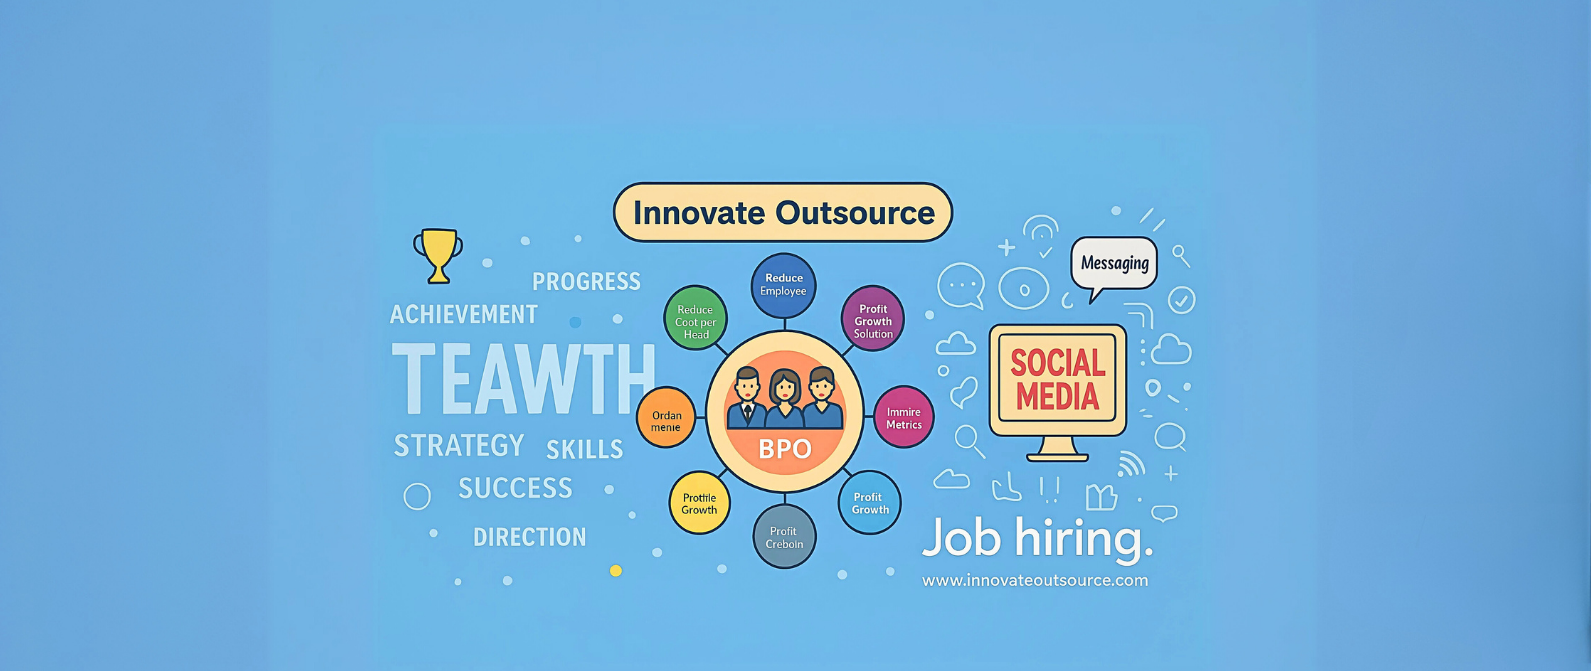 Innovate Outsource
PROGRESS
ACHIEVEMENT
TEAWTH
STRATEGY
SKILLS
SUCCESS
DIRECTION
Reduce
Employee
Reduce
Coot per
Head
Profit
Growth
Solution
Ordan
menie
Immire
Metrics
BPO
Protitle
Growth
Profit
Growth
Profit
Creboin
Messaging
SOCIAL
MEDIA
Job hiring.
www.innovateoutsource.com